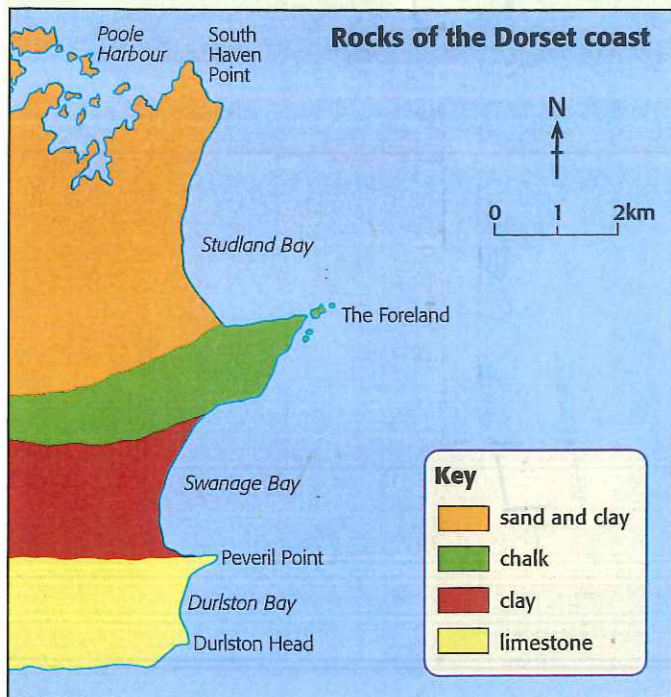 Rocks of the Dorset coast
Poole
Harbour
South
Haven
Point
N
0 1 2km
Studland Bay
The Foreland
Swanage Bay
Peveril Point
Durlston Bay
Durlston Head
Key
sand and clay
chalk
clay
limestone